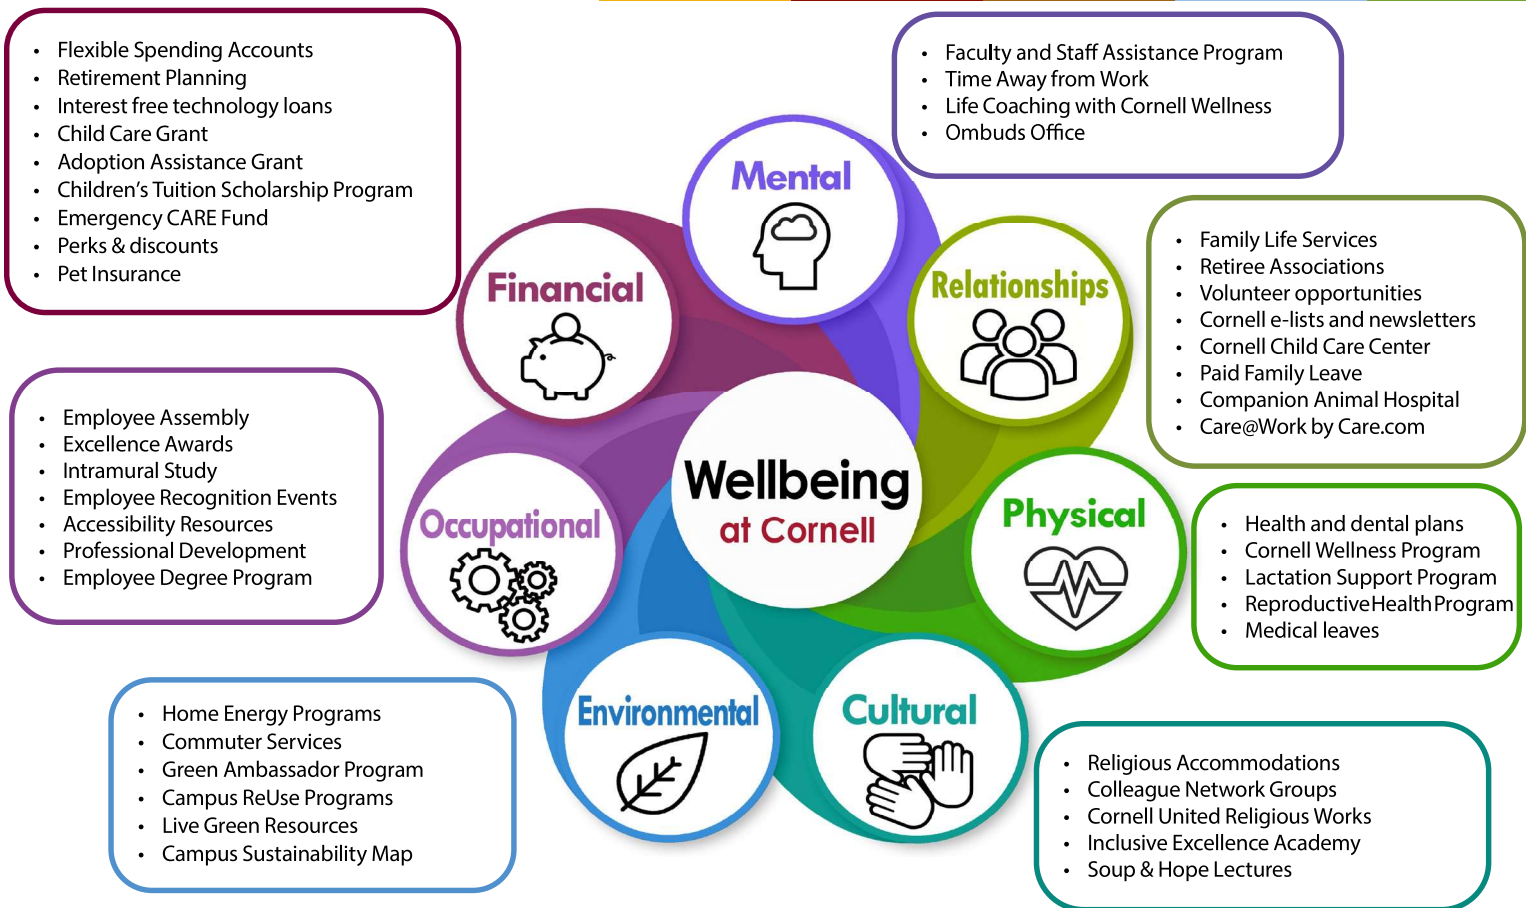 • Flexible Spending Accounts
• Retirement Planning
• Interest free technology loans
• Child Care Grant
• Adoption Assistance Grant
• Children's Tuition Scholarship Program
• Emergency CARE Fund
• Perks & discounts
• Pet Insurance
• Faculty and Staff Assistance Program
• Time Away from Work
• Life Coaching with Cornell Wellness
• Ombuds Office
Mental
Financial
Relationships
• Family Life Services
• Retiree Associations
• Volunteer opportunities
• Cornell e-lists and newsletters
• Cornell Child Care Center
• Paid Family Leave
• Companion Animal Hospital
• Care@Work by Care.com
• Employee Assembly
• Excellence Awards
• Intramural Study
• Employee Recognition Events
• Accessibility Resources
• Professional Development
• Employee Degree Program
Wellbeing
at Cornell
Occupational
Physical
• Health and dental plans
• Cornell Wellness Program
• Lactation Support Program
• Reproductive Health Program
• Medical leaves
Environmental
Cultural
• Home Energy Programs
• Commuter Services
• Green Ambassador Program
• Campus ReUse Programs
• Live Green Resources
• Campus Sustainability Map
• Religious Accommodations
• Colleague Network Groups
• Cornell United Religious Works
• Inclusive Excellence Academy
• Soup & Hope Lectures